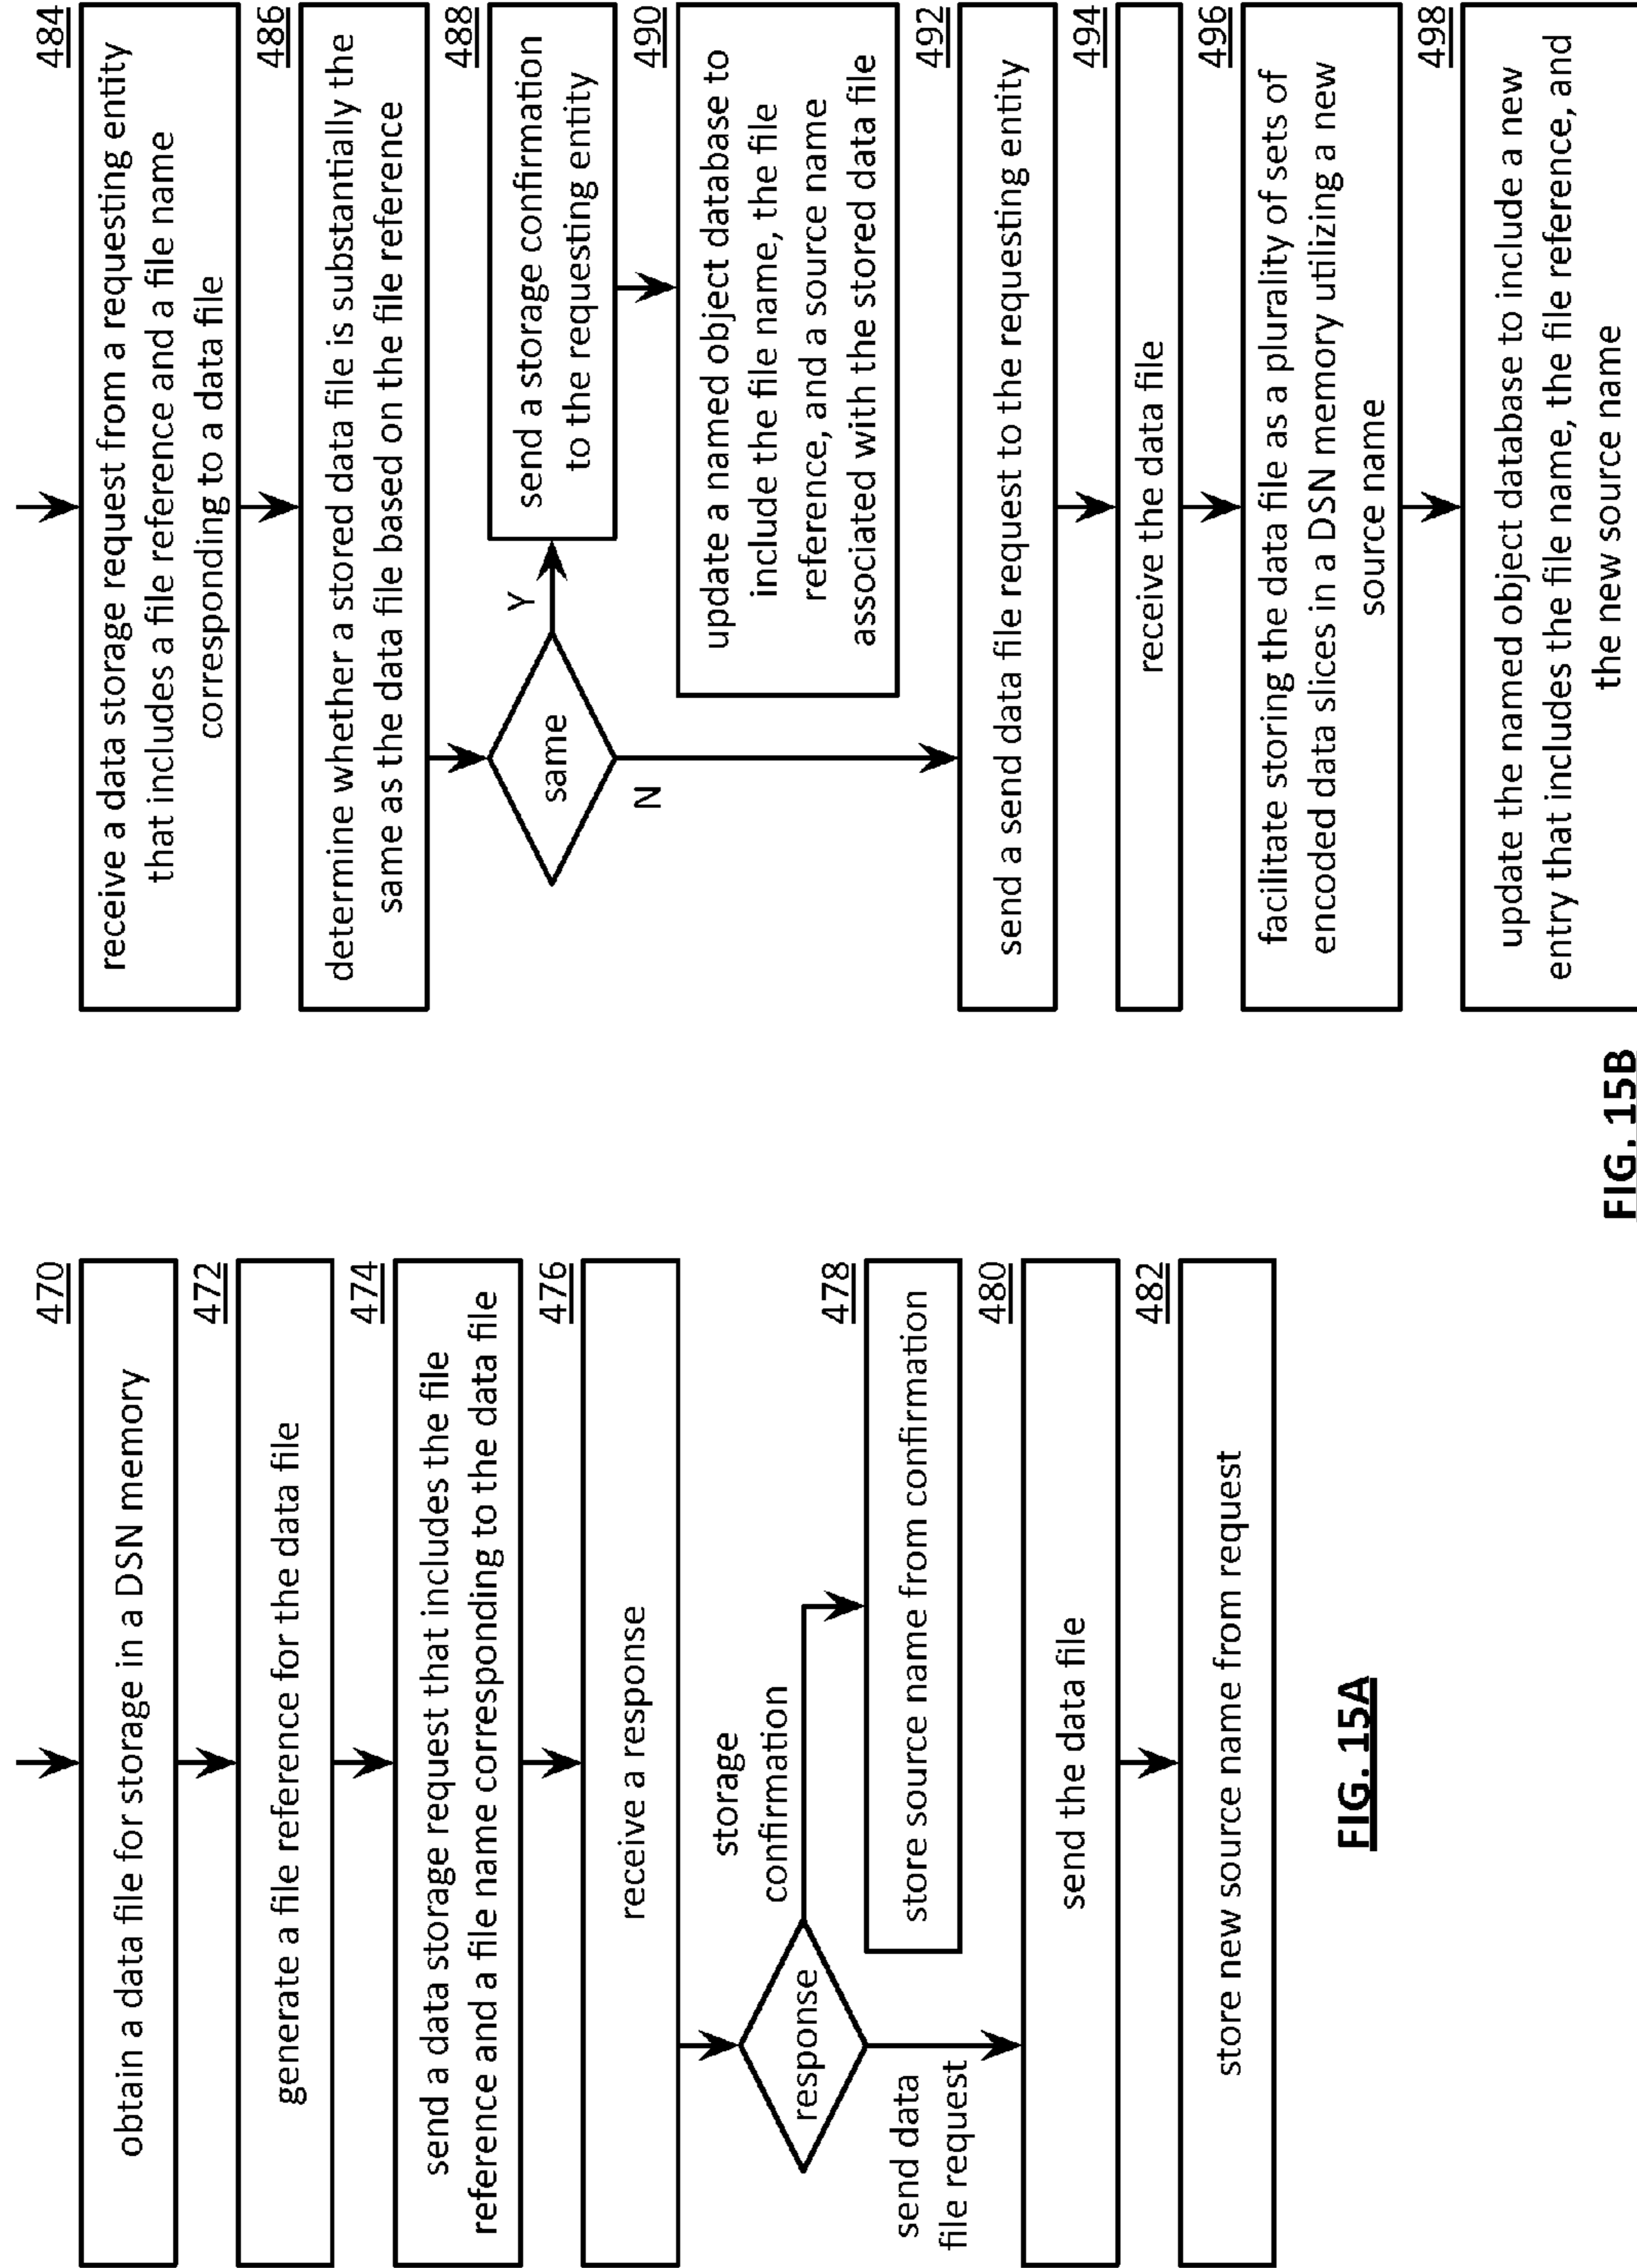 470
obtain a data file for storage in a DSN memory
472
generate a file reference for the data file
474
send a data storage request that includes the file
reference and a file name corresponding to the data file
476
receive a response
response
storage
confirmation
478
store source name from confirmation
send data
file request
480
send the data file
482
store new source name from request
FIG. 15A
484
receive a data storage request from a requesting entity
that includes a file reference and a file name
corresponding to a data file
486
determine whether a stored data file is substantially the
same as the data file based on the file reference
same
Y
488
send a storage confirmation
to the requesting entity
490
update a named object database to
include the file name, the file
reference, and a source name
associated with the stored data file
N
492
send a send data file request to the requesting entity
494
receive the data file
496
facilitate storing the data file as a plurality of sets of
encoded data slices in a DSN memory utilizing a new
source name
498
update the named object database to include a new
entry that includes the file name, the file reference, and
the new source name
FIG. 15B